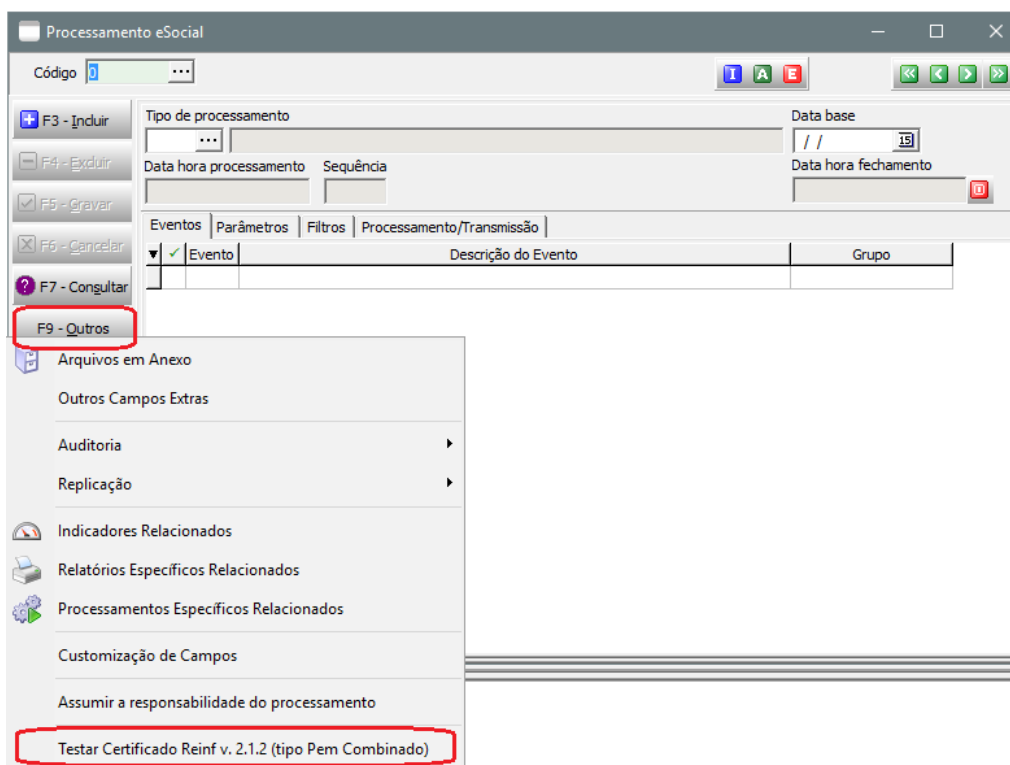 Processamento eSocial
Código 0 ...
I A E
F3 - Incluir
Tipo de processamento
Data base
...
/ /
15
F4 - Excluir
Data hora processamento Sequência
Data hora fechamento
F5 - Gravar
Eventos Parâmetros Filtros Processamento/Transmissão
F6 - Cancelar
Evento Descrição do Evento Grupo
F7 - Consultar
F9 - Outros
Arquivos em Anexo
Outros Campos Extras
Auditoria
Replicação
Indicadores Relacionados
Relatórios Específicos Relacionados
Processamentos Específicos Relacionados
Customização de Campos
Assumir a responsabilidade do processamento
Testar Certificado Reinf v. 2.1.2 (tipo Pem Combinado)